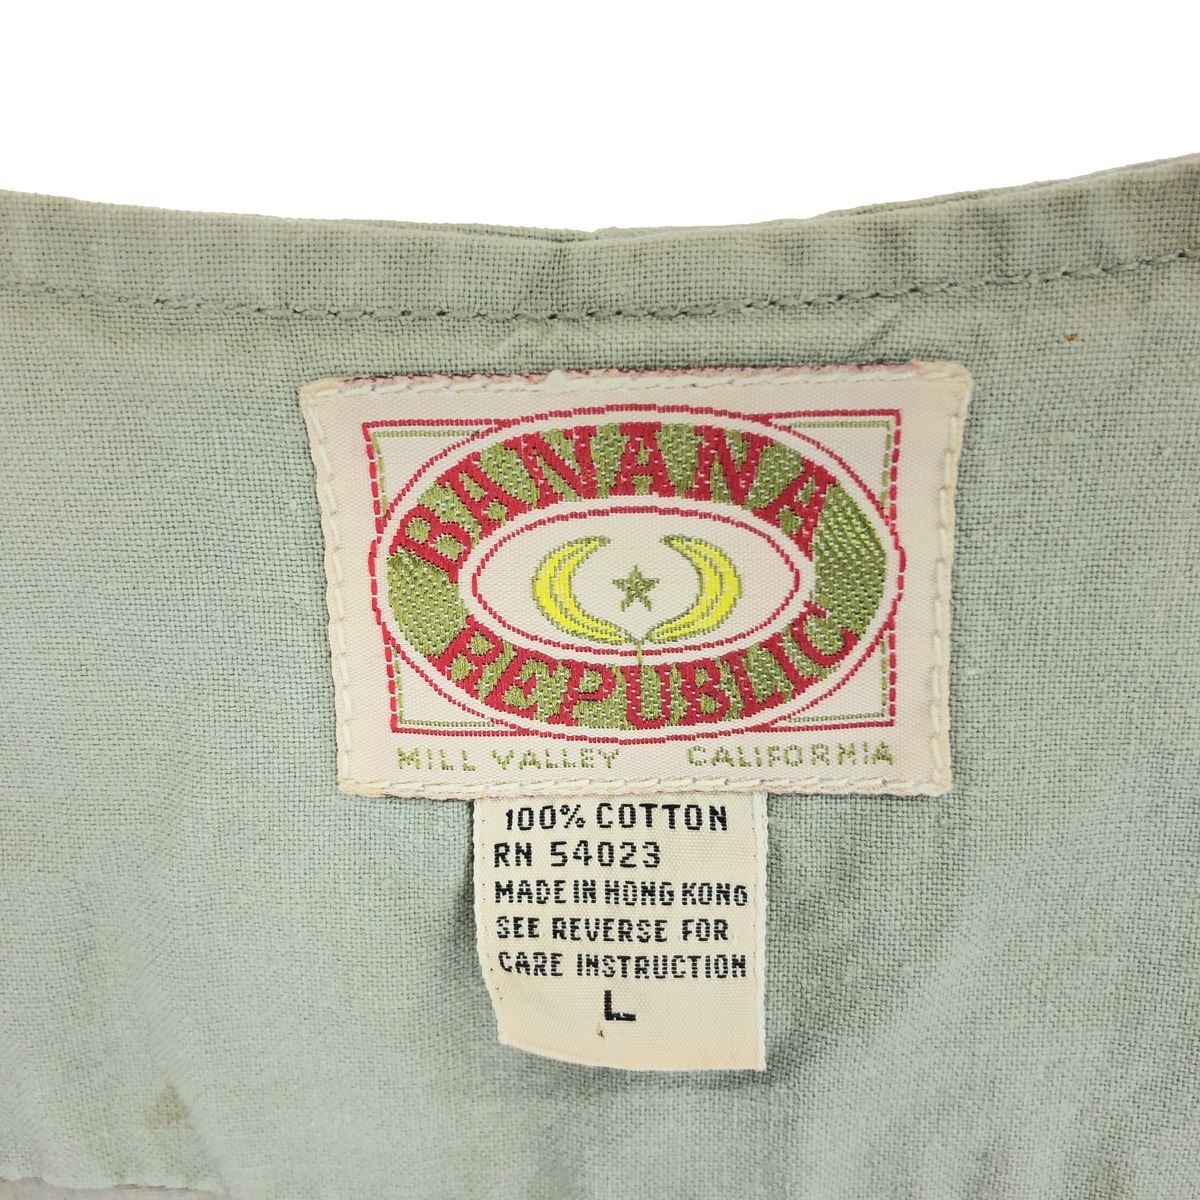 BANANA
REPUBLIC
MILL VALLEY CALIFORNIA
100% COTTON
RN 54023
MADE IN HONG KONG
SEE REVERSE FOR
CARE INSTRUCTION
L